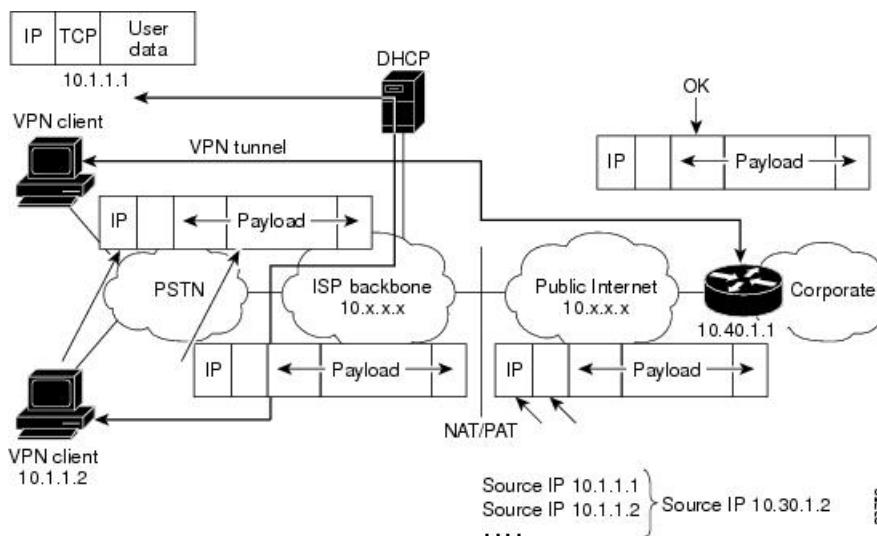 IP TCP User data
10.1.1.1
DHCP
OK
VPN client
VPN tunnel
IP Payload
IP Payload
PSTN
ISP backbone
10.x.x.x
Public Internet
10.x.x.x
Corporate
10.40.1.1
IP Payload
IP Payload
NAT/PAT
VPN client
10.1.1.2
Source IP 10.1.1.1
Source IP 10.1.1.2
....
Source IP 10.30.1.2